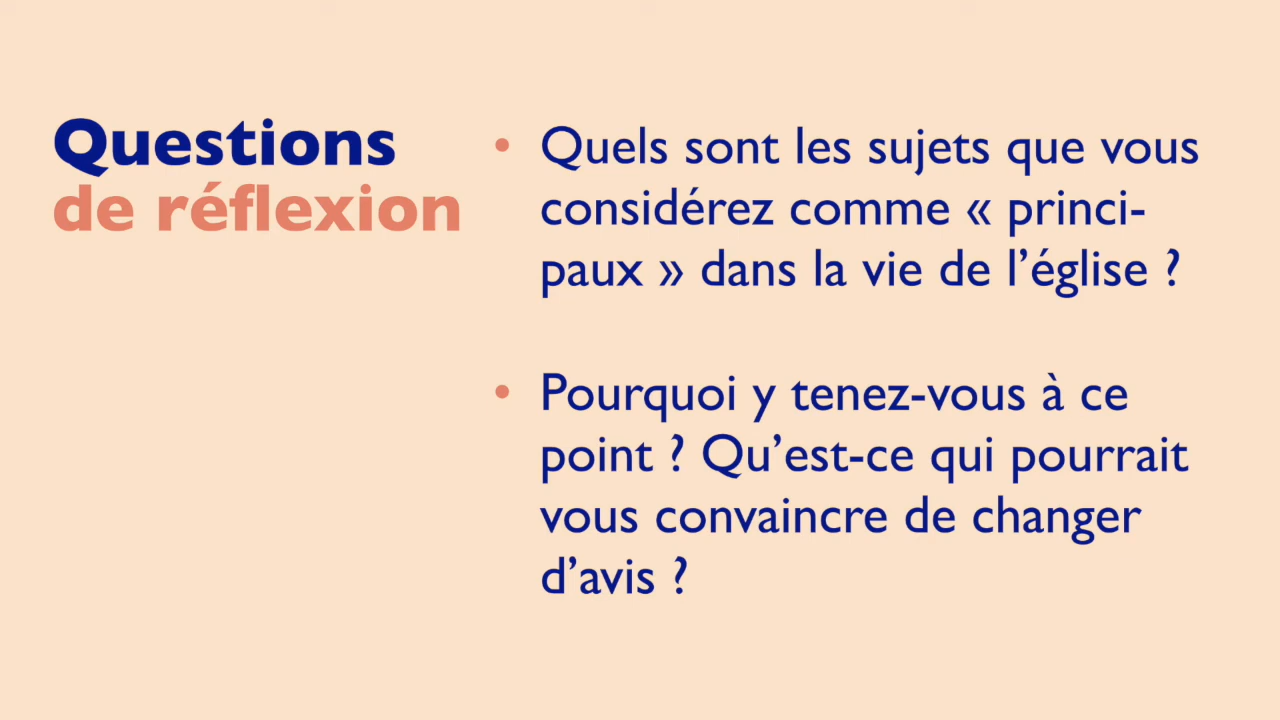 Questions
de réflexion
• Quels sont les sujets que vous
considérez comme « princi-
paux » dans la vie de l’église ?
• Pourquoi y tenez-vous à ce
point ? Qu’est-ce qui pourrait
vous convaincre de changer
d’avis ?